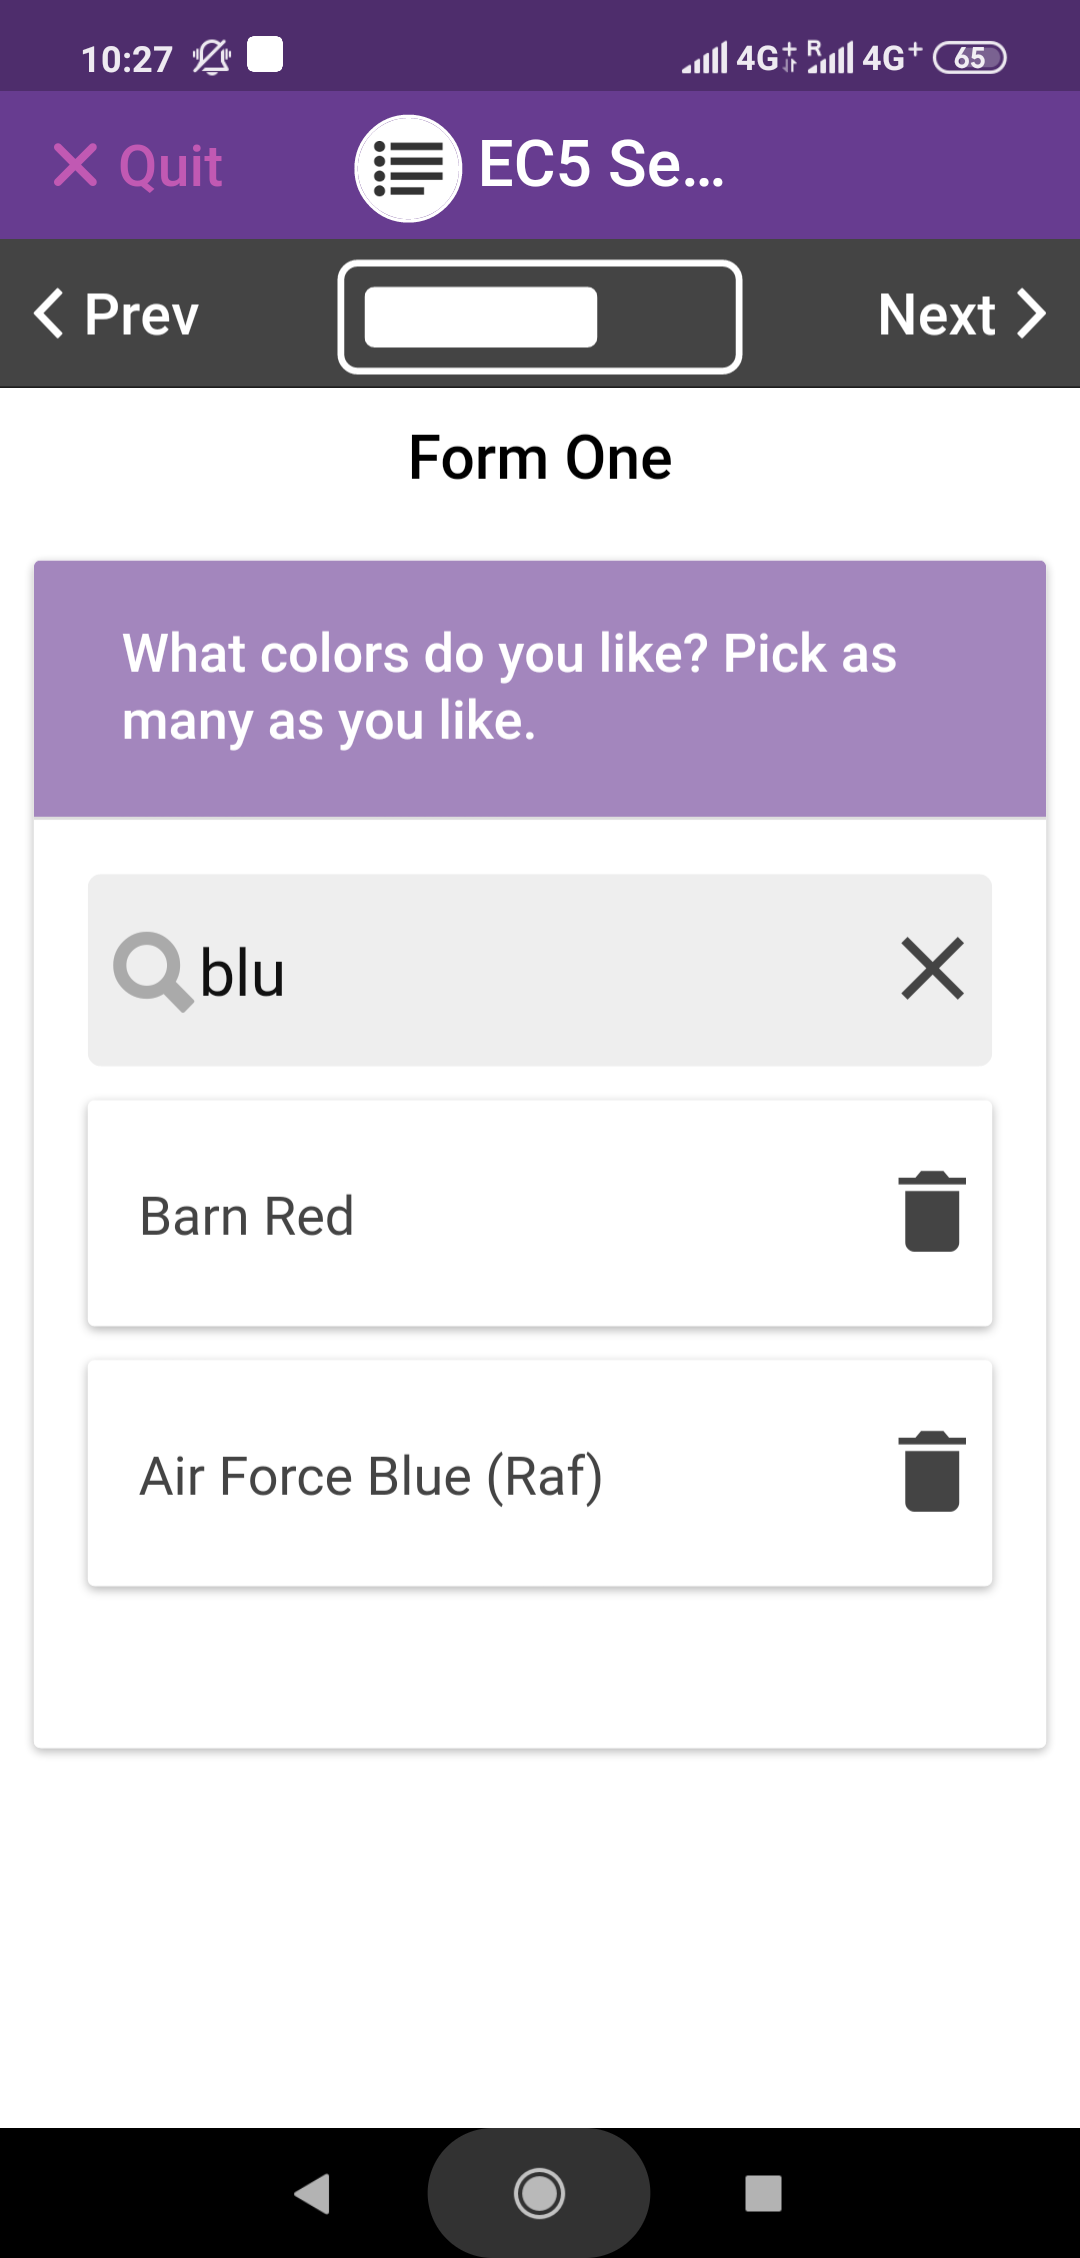 10:27 4G+ R 4G+ 65
Quit EC5 Se...
Prev Next
Form One
What colors do you like? Pick as
many as you like.
blu
Barn Red
Air Force Blue (Raf)